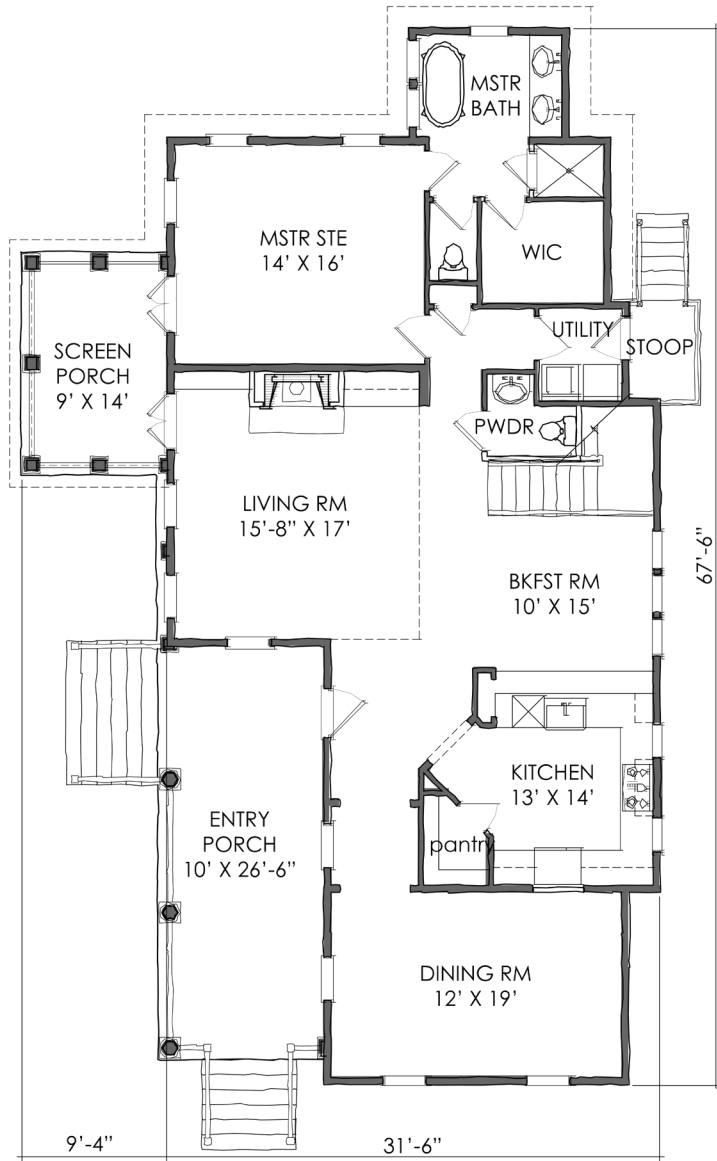 MSTR
BATH
MSTR STE
14' X 16'
WIC
UTILITY
STOOP
SCREEN
PORCH
9' X 14'
PWDR
LIVING RM
15'-8" X 17'
67'-6"
BKFST RM
10' X 15'
KITCHEN
13' X 14'
ENTRY
PORCH
10' X 26'-6"
pantry
DINING RM
12' X 19'
9'-4"
31'-6"